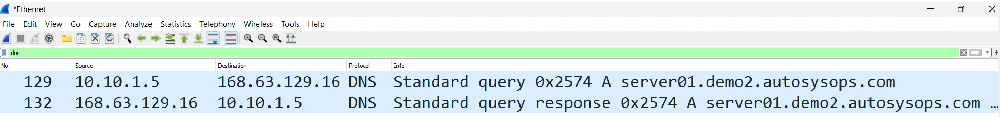 *Ethernet
File Edit View Go Capture Analyze Statistics Telephony Wireless Tools Help
dns
No. Source Destination Protocol Info
129 10.10.1.5 168.63.129.16 DNS Standard query 0x2574 A server01.demo2.autosysops.com
132 168.63.129.16 10.10.1.5 DNS Standard query response 0x2574 A server01.demo2.autosysops.com …